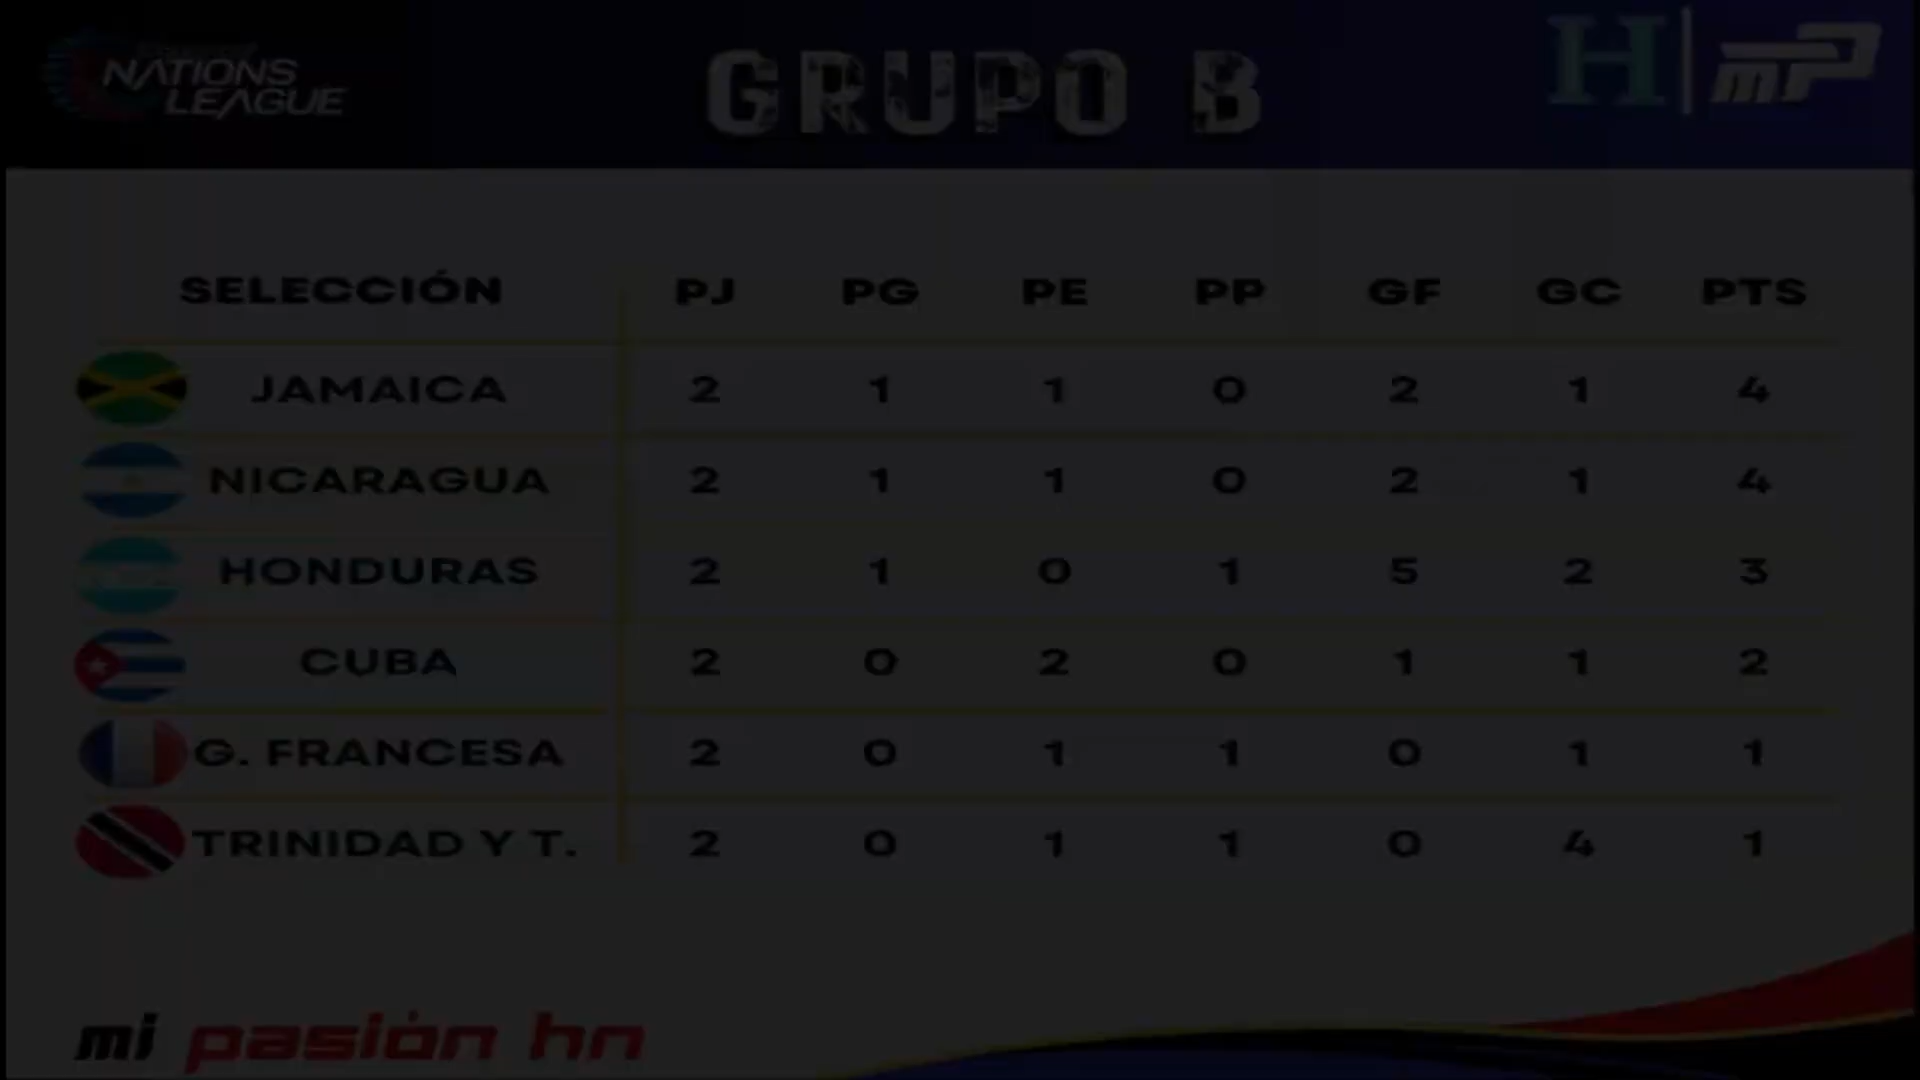 NATIONS
LEAGUE
GRUPO B
H mP
SELECCIÓN PJ PG PE PP GF GC PTS
JAMAICA 2 1 1 0 2 1 4
NICARAGUA 2 1 1 0 2 1 4
HONDURAS 2 1 0 1 5 2 3
CUBA 2 0 2 0 1 1 2
G. FRANCESA 2 0 1 1 0 1 1
TRINIDAD Y T. 2 0 1 1 0 4 1
mi pasión hn